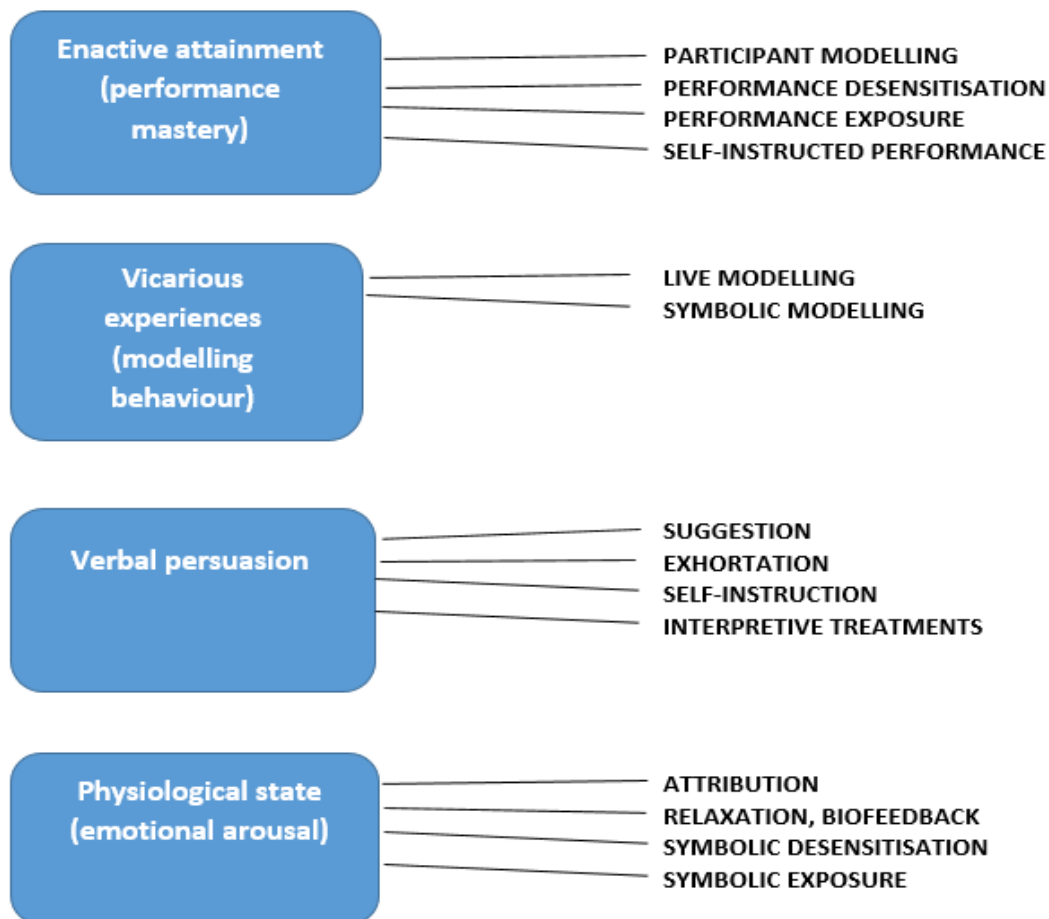 Enactive attainment
(performance
mastery)
PARTICIPANT MODELLING
PERFORMANCE DESENSITISATION
PERFORMANCE EXPOSURE
SELF-INSTRUCTED PERFORMANCE
Vicarious
experiences
(modelling
behaviour)
LIVE MODELLING
SYMBOLIC MODELLING
Verbal persuasion
SUGGESTION
EXHORTATION
SELF-INSTRUCTION
INTERPRETIVE TREATMENTS
Physiological state
(emotional arousal)
ATTRIBUTION
RELAXATION, BIOFEEDBACK
SYMBOLIC DESENSITISATION
SYMBOLIC EXPOSURE